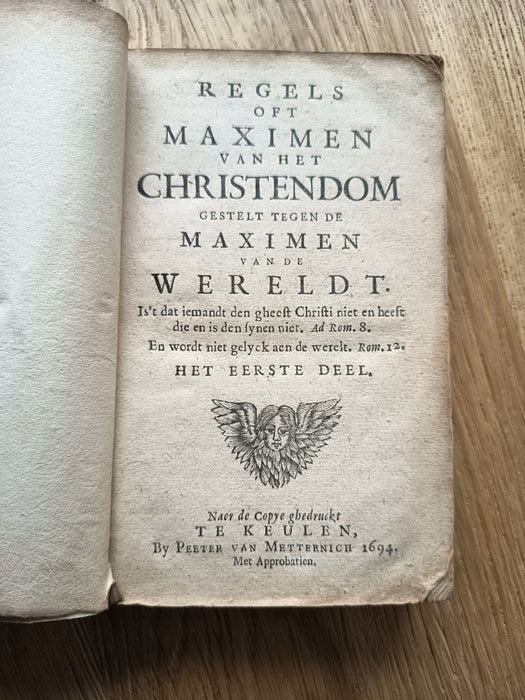 REGELS
OFT
MAXIMEN
VAN HET
CHRISTENDOM
GESTELT TEGEN DE
MAXIMEN
VAN DE
WERELDT.
Is't dat iemandt den gheest Christi niet en heeft
die en is den synen niet. Ad Rom. 8.
En wordt niet gelyck aen de werelt. Rom. 12.
HET EERSTE DEEL.
Naer de Copye ghedruckt
TE KEULEN,
By PEETER VAN METTERNICH 1694.
Met Approbatien.